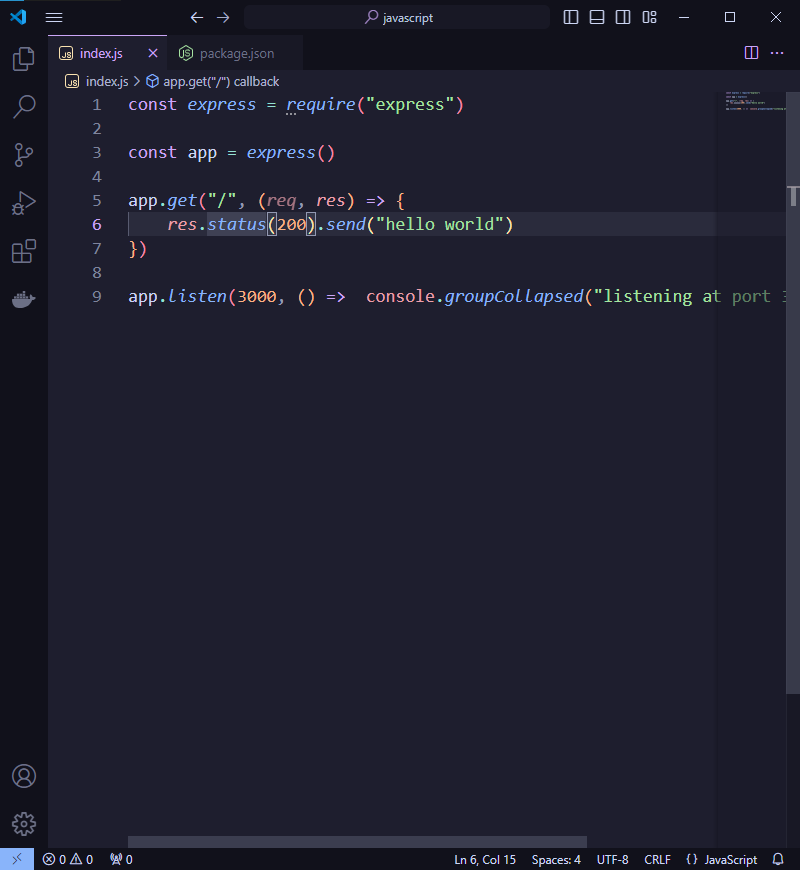 javascript
index.js
package.json
index.js > app.get("/") callback
1 const express = require("express")
2
3 const app = express()
4
5 app.get("/", (req, res) => {
6     res.status(200).send("hello world")
7 })
8
9 app.listen(3000, () =>  console.groupCollapsed("listening at port
0 0 0 Ln 6, Col 15 Spaces: 4 UTF-8 CRLF {} JavaScript